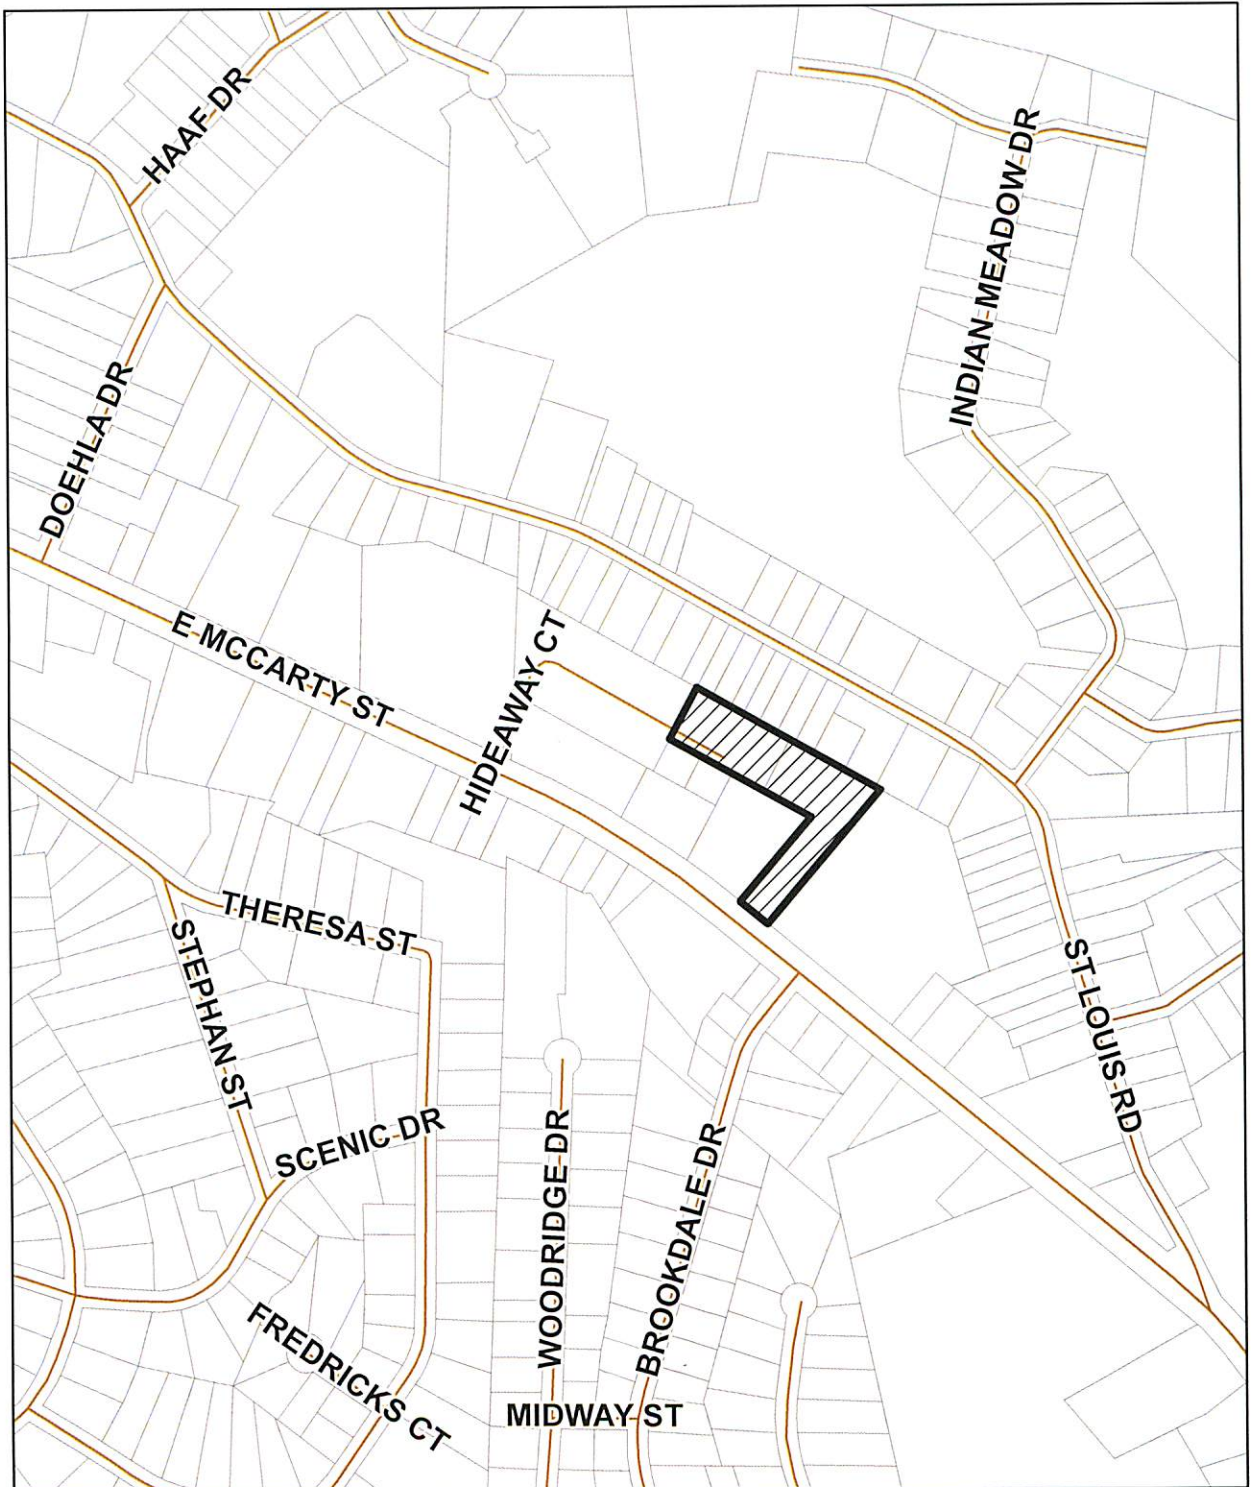 HAAF DR
INDIAN MEADOW DR
DOEHLA DR
E MCCARTY ST
HIDEAWAY CT
THERESA ST
STEPHAN ST
ST LOUIS RD
SCENIC DR
WOODRIDGE DR
BROOKDALE DR
FREDRICKS CT
MIDWAY ST